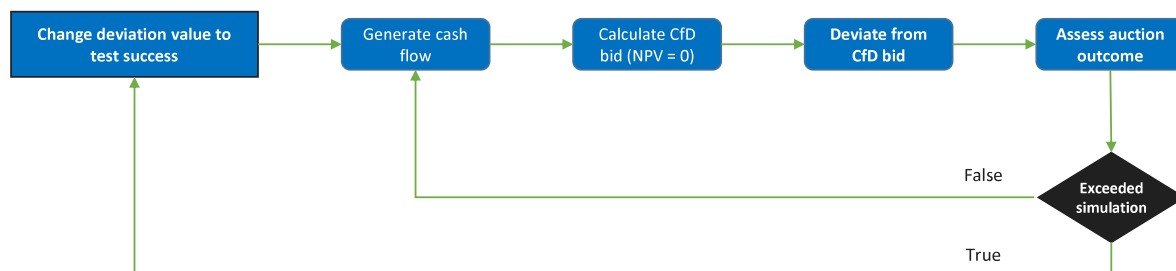 Change deviation value to
test success
Generate cash
flow
Calculate CfD
bid (NPV = 0)
Deviate from
CfD bid
Assess auction
outcome
False
Exceeded
simulation
True